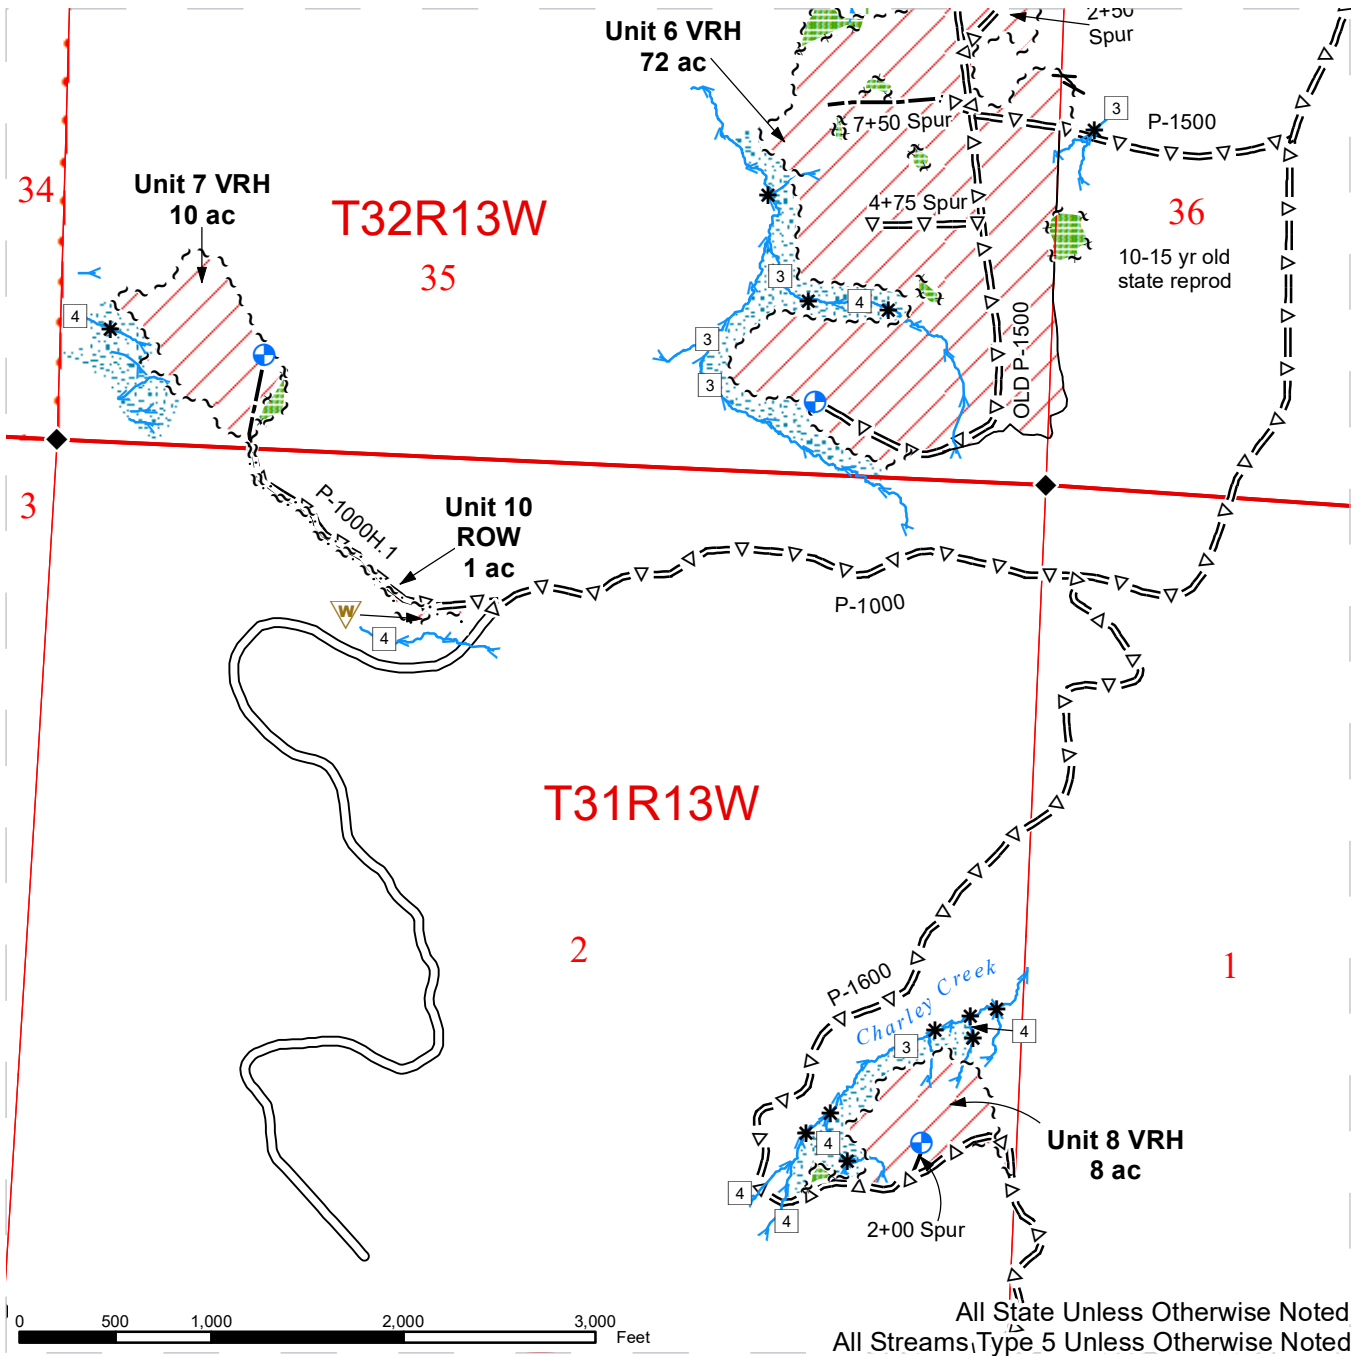 2+50
Spur
Unit 6 VRH
72 ac
3
P-1500
7+50 Spur
34
Unit 7 VRH
10 ac
T32R13W
4+75 Spur
36
35
10-15 yr old
state reprod
3
4
4
3
OLD P-1500
3
3
P-1000H.1
Unit 10
ROW
1 ac
W
P-1000
4
T31R13W
2
1
P-1600
Charley Creek
3
4
4
Unit 8 VRH
8 ac
4
4
2+00 Spur
All State Unless Otherwise Noted
0 500 1,000 2,000 3,000
Feet
All Streams Type 5 Unless Otherwise Noted